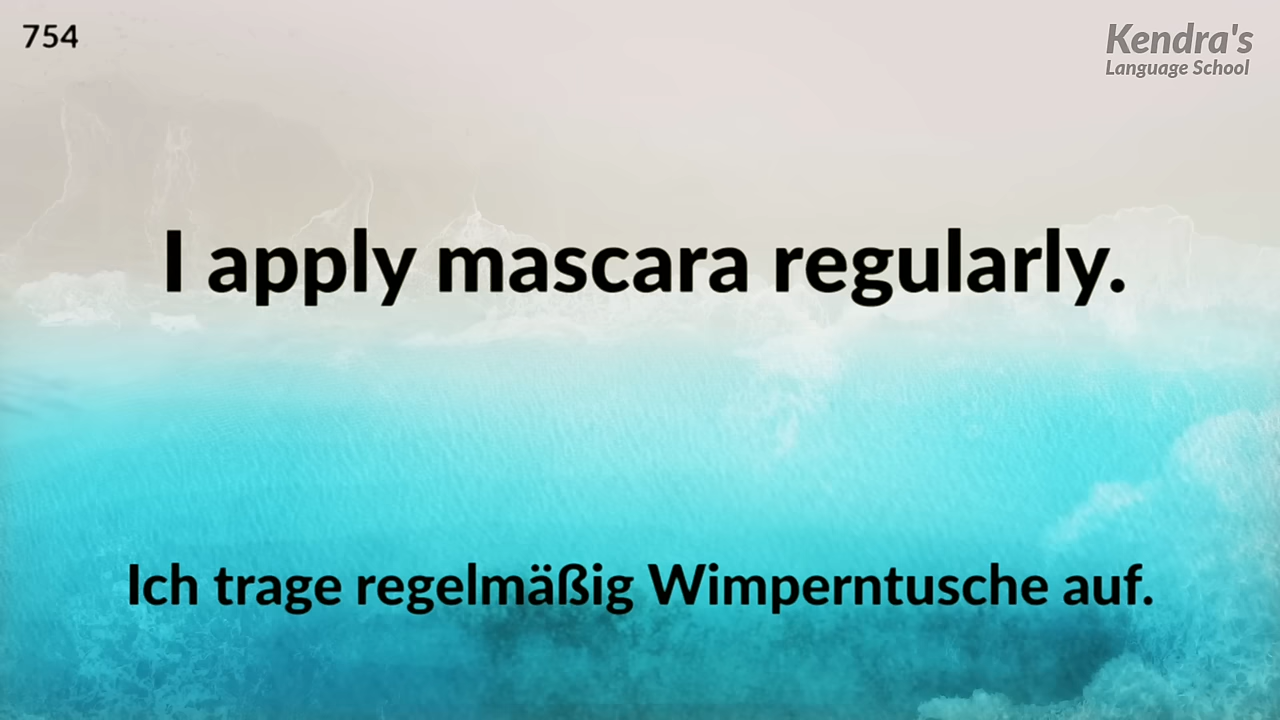 754
Kendra's
Language School
I apply mascara regularly.
Ich trage regelmäßig Wimperntusche auf.